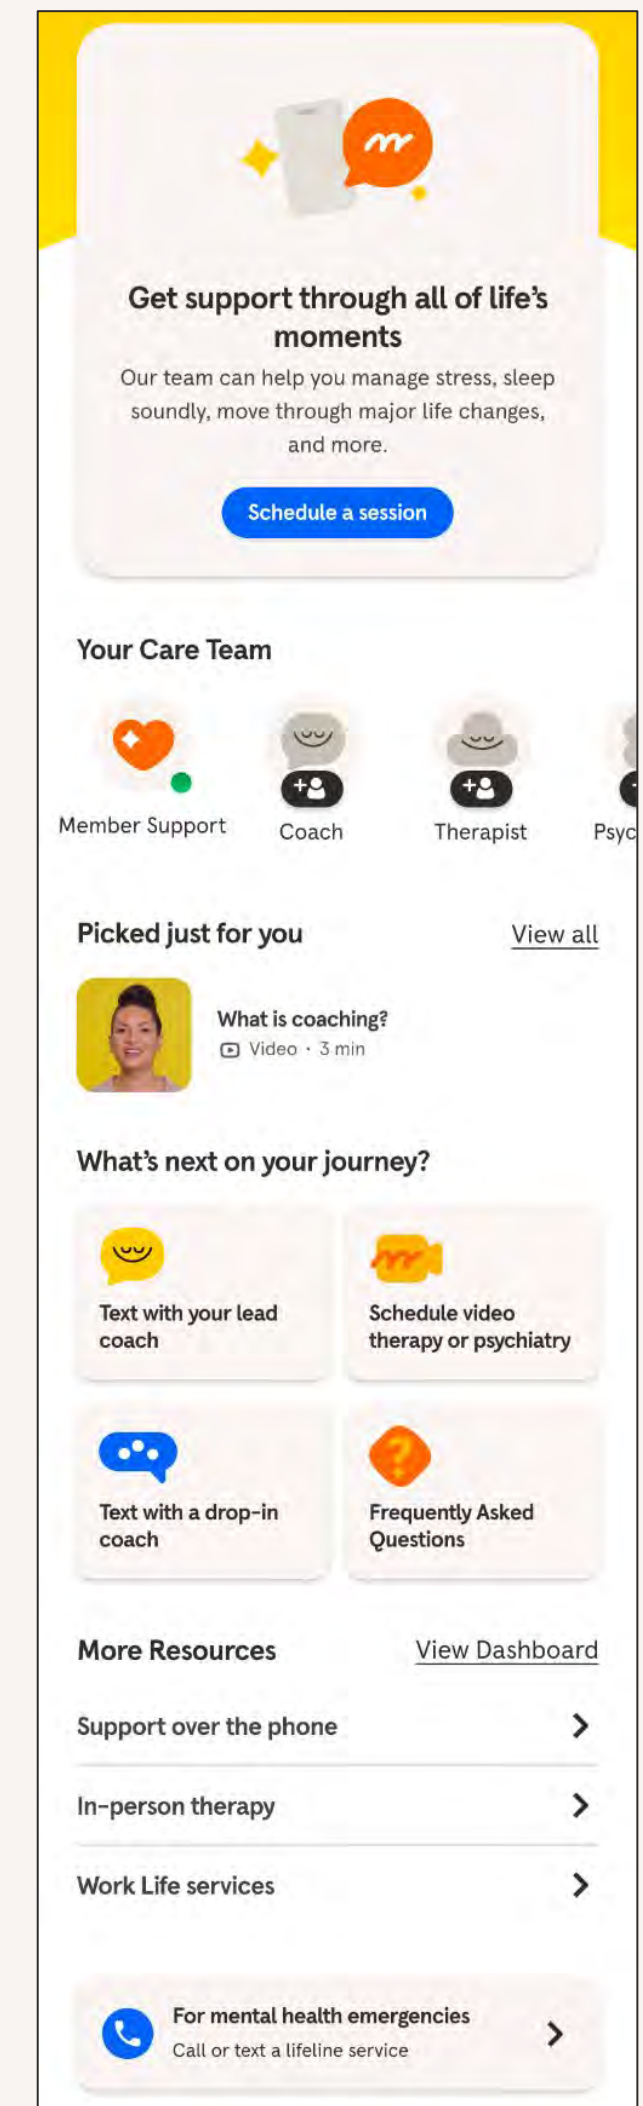 Get support through all of life's
moments
Our team can help you manage stress, sleep
soundly, move through major life changes,
and more.
Schedule a session
Your Care Team
Member Support
Coach
Therapist
Psyc
Picked just for you
View all
What is coaching?
Video · 3 min
What's next on your journey?
Text with your lead
coach
Schedule video
therapy or psychiatry
Text with a drop-in
coach
Frequently Asked
Questions
More Resources
View Dashboard
Support over the phone
In-person therapy
Work Life services
For mental health emergencies
Call or text a lifeline service